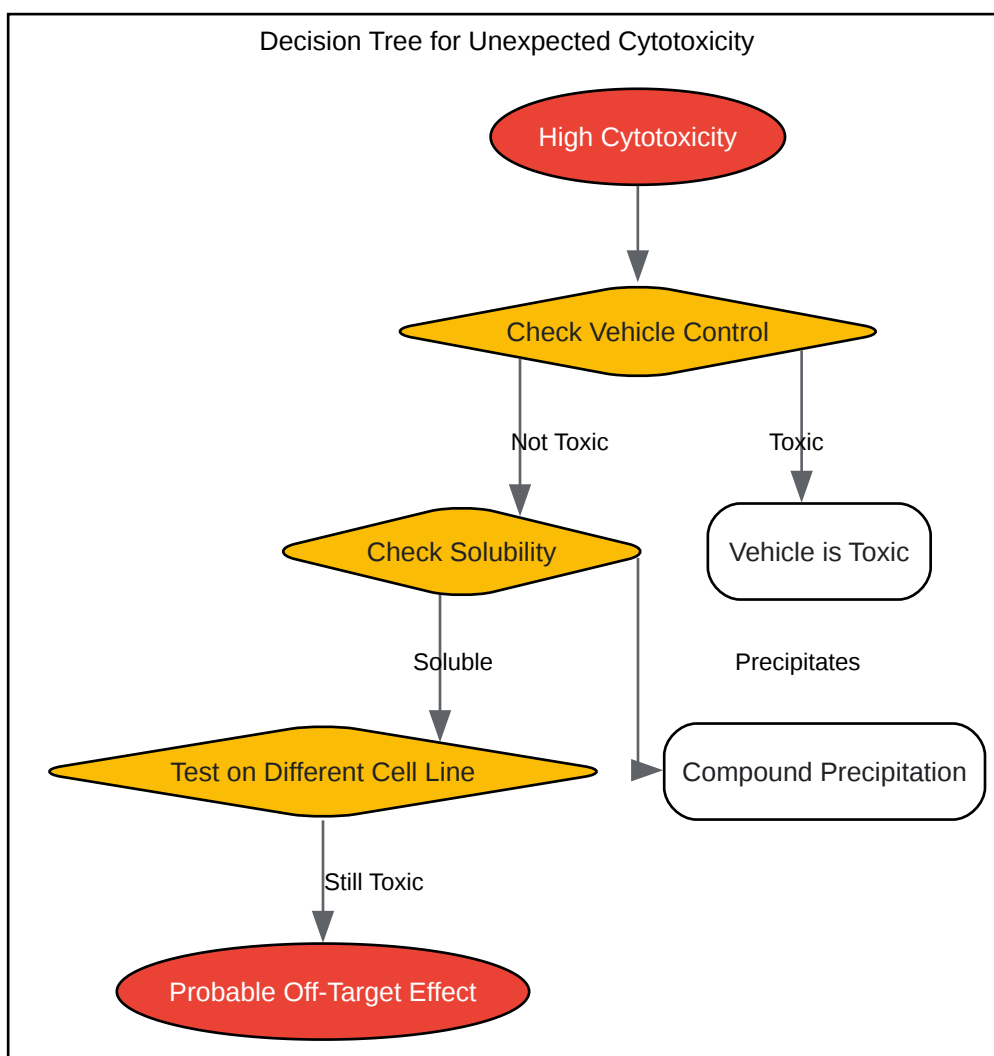 Decision Tree for Unexpected Cytotoxicity
High Cytotoxicity
Check Vehicle Control
Not Toxic
Toxic
Check Solubility
Vehicle is Toxic
Soluble
Precipitates
Test on Different Cell Line
Compound Precipitation
Still Toxic
Probable Off-Target Effect